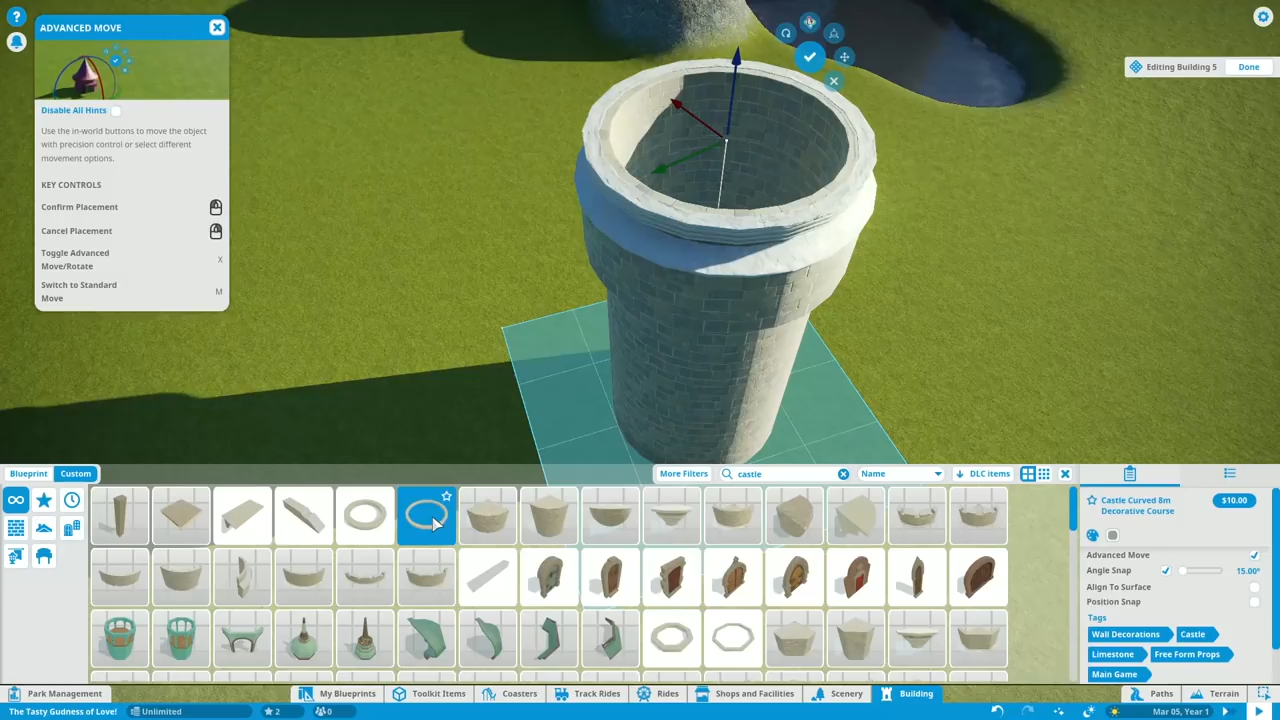 ADVANCED MOVE
Disable All Hints
Use the in-world buttons to move the object
with precision control or select different
movement options.
KEY CONTROLS
Confirm Placement
Cancel Placement
Toggle Advanced
Move/Rotate
X
Switch to Standard
Move
M
Editing Building 5
Done
Blueprint
Custom
More Filters
castle
Name
DLC items
Castle Curved 8m
Decorative Course
$10.00
Advanced Move
Angle Snap
15.00°
Align To Surface
Position Snap
Tags
Wall Decorations
Castle
Limestone
Free Form Props
Main Game
Park Management
My Blueprints
Toolkit Items
Coasters
Track Rides
Rides
Shops and Facilities
Scenery
Building
Paths
Terrain
The Tasty Gudness of Love!
Unlimited
2
0
Mar 05, Year 1